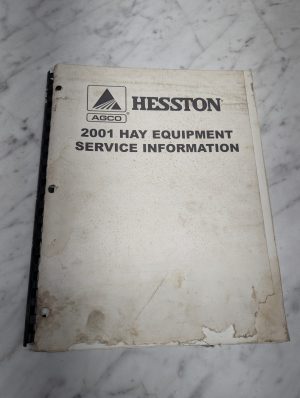 HESSTON
AGCO®
2001 HAY EQUIPMENT
SERVICE INFORMATION